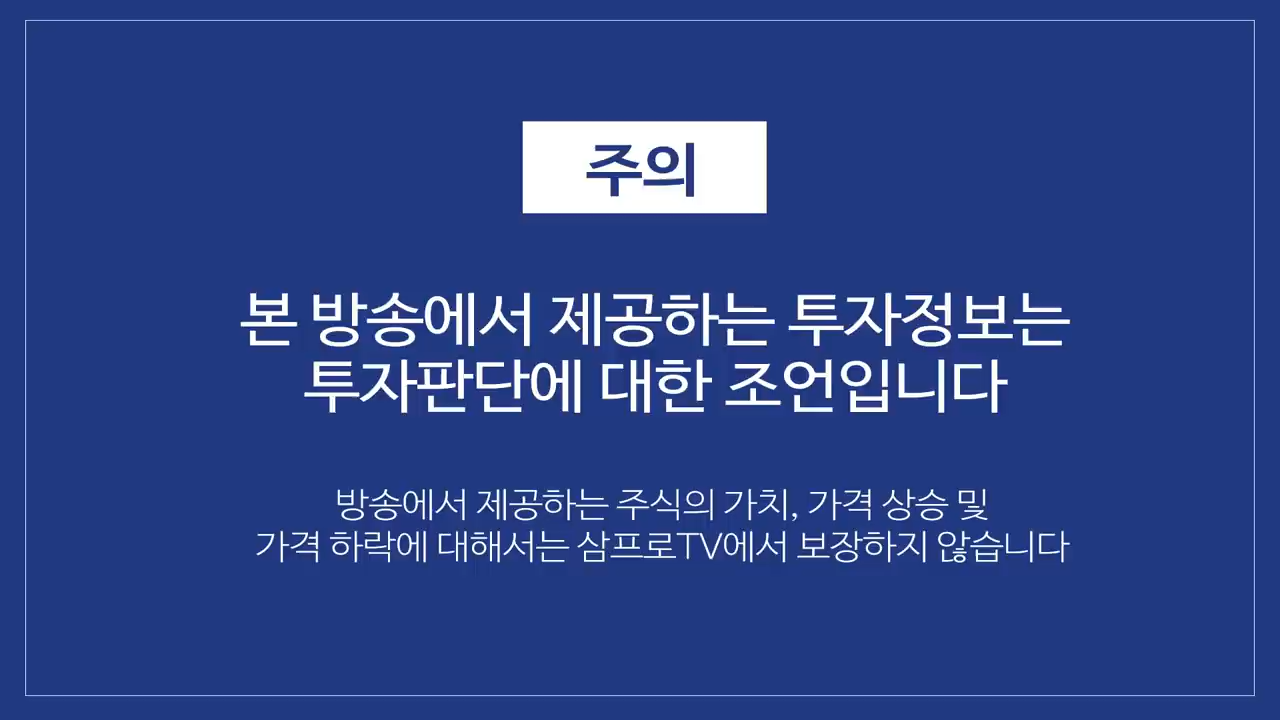 주의
본 방송에서 제공하는 투자정보는
투자판단에 대한 조언입니다
방송에서 제공하는 주식의 가치, 가격 상승 및
가격 하락에 대해서는 삼프로TV에서 보장하지 않습니다